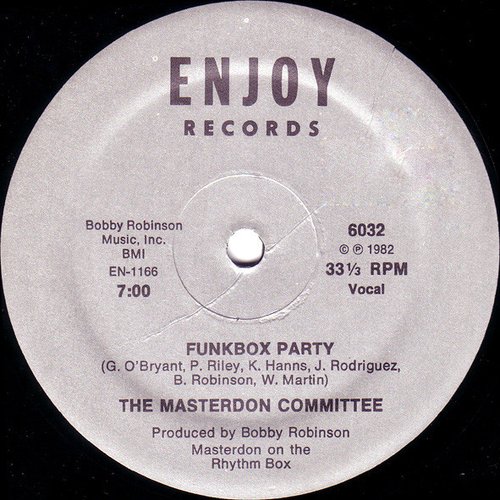 ENJOY
RECORDS
Bobby Robinson
Music, Inc.
BMI
EN-1166
7:00
6032
© ℗ 1982
33⅓ RPM
Vocal
FUNKBOX PARTY
(G. O'Bryant, P. Riley, K. Hanns, J. Rodriguez,
B. Robinson, W. Martin)
THE MASTERDON COMMITTEE
Produced by Bobby Robinson
Masterdon on the
Rhythm Box